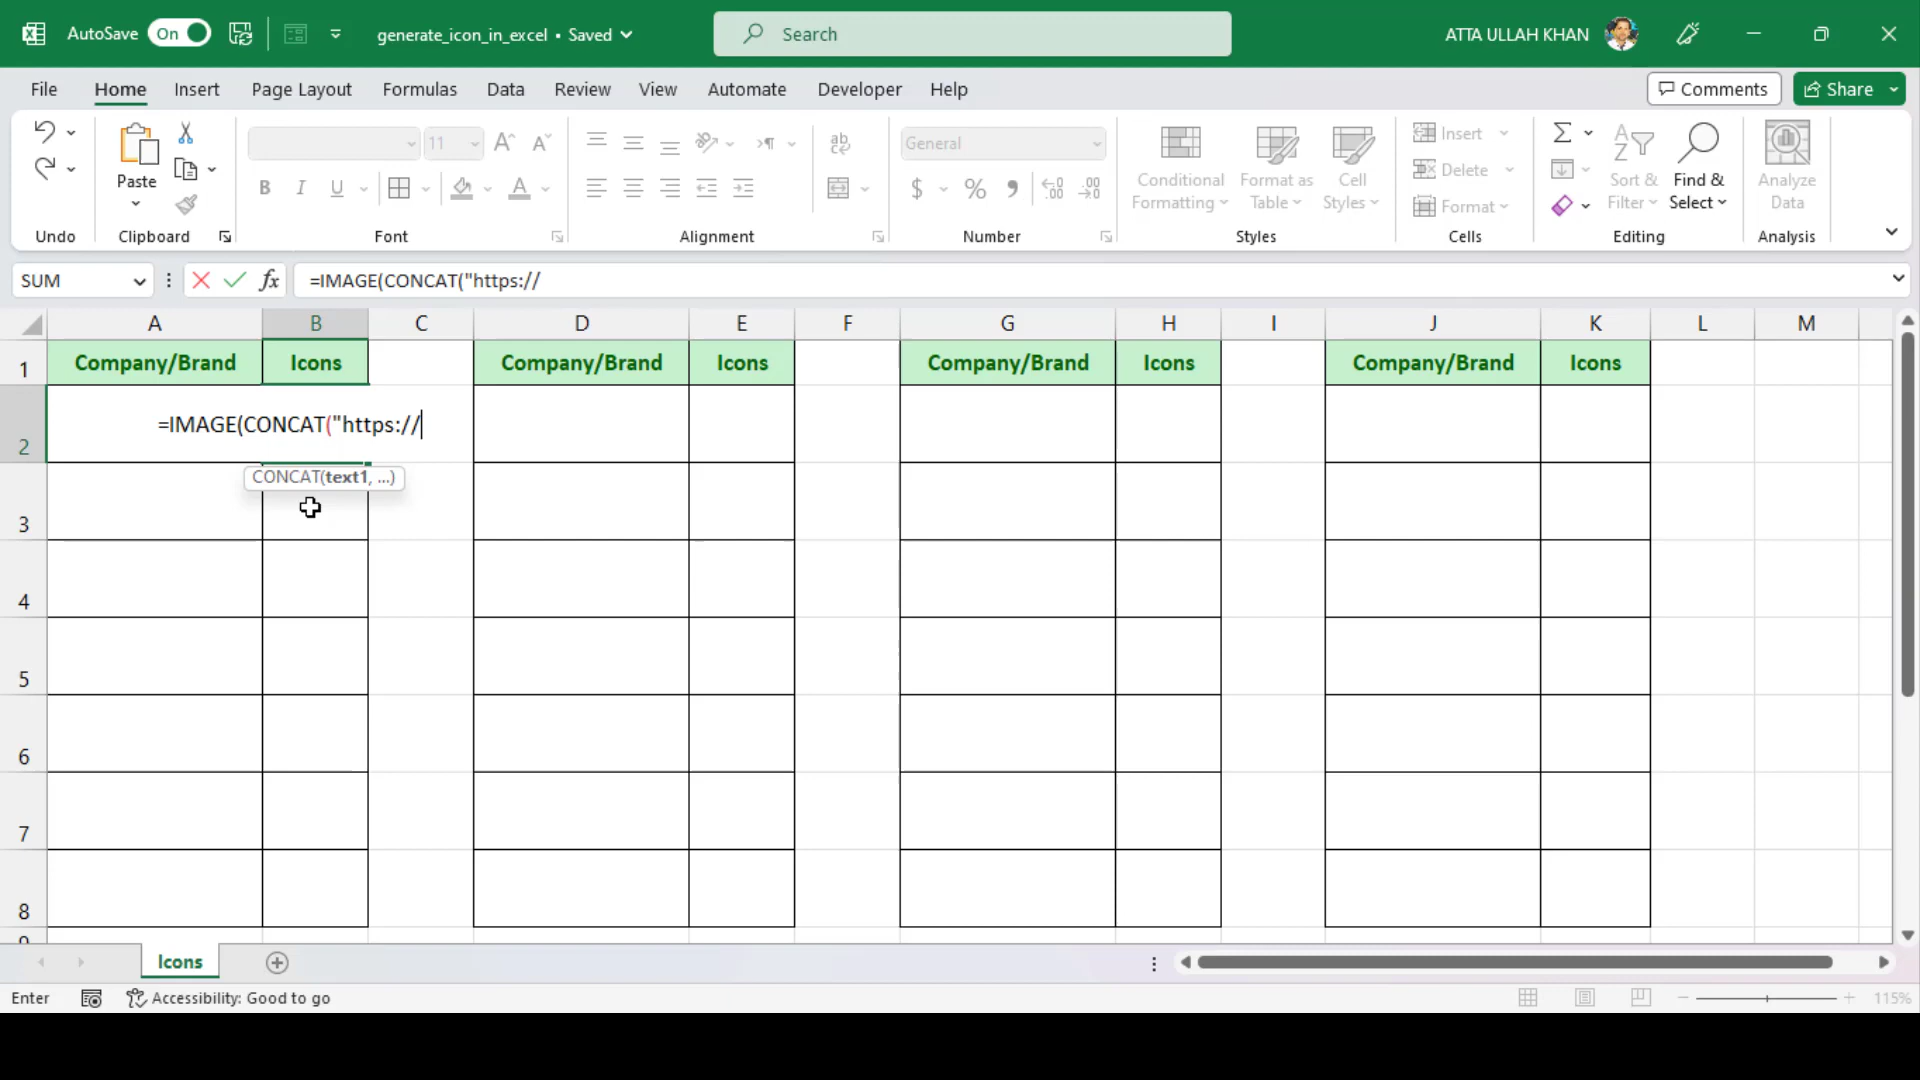 AutoSave On generate_icon_in_excel • Saved Search ATTA ULLAH KHAN
File Home Insert Page Layout Formulas Data Review View Automate Developer Help Comments Share
Paste 11 General Conditional Formatting Format as Table Cell Styles Insert Delete Format Sort & Filter Find & Select Analyze Data
Undo Clipboard Font Alignment Number Styles Cells Editing Analysis
SUM fx =IMAGE(CONCAT("https://
A B C D E F G H I J K L M
1 Company/Brand Icons Company/Brand Icons Company/Brand Icons Company/Brand Icons
2 =IMAGE(CONCAT("https://
CONCAT(text1, ...)
3
4
5
6
7
8
9
Icons
Enter Accessibility: Good to go 115%